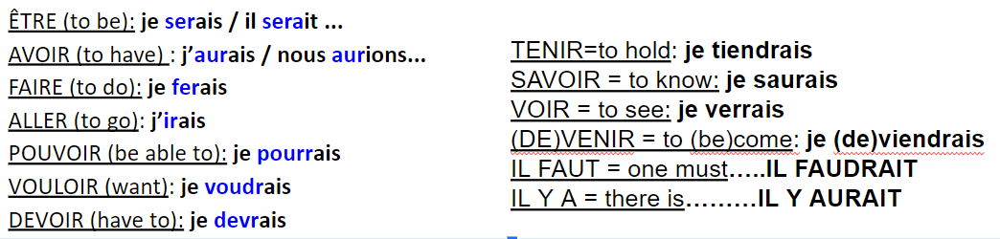 ÊTRE (to be): je serais / il serait ...
AVOIR (to have) : j'aurais / nous aurions...
FAIRE (to do): je ferais
ALLER (to go): j'irais
POUVOIR (be able to): je pourrais
VOULOIR (want): je voudrais
DEVOIR (have to): je devrais
TENIR=to hold: je tiendrais
SAVOIR = to know: je saurais
VOIR = to see: je verrais
(DE)VENIR = to (be)come: je (de)viendrais
IL FAUT = one must…..IL FAUDRAIT
IL Y A = there is………IL Y AURAIT